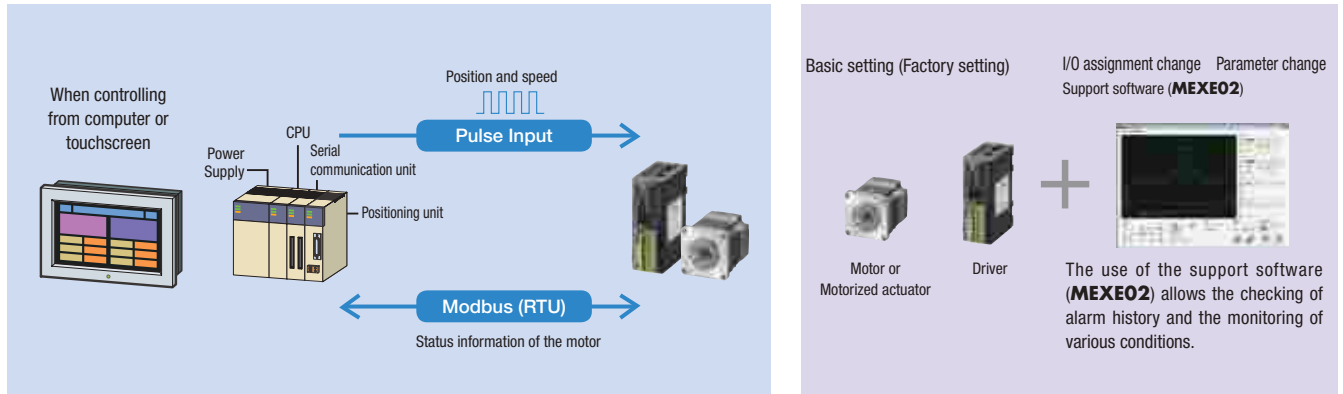 When controlling
from computer or
touchscreen
Power
Supply
CPU
Serial
communication unit
Positioning unit
Position and speed
Pulse Input
Modbus (RTU)
Status information of the motor
Basic setting (Factory setting)
I/O assignment change Parameter change
Support software (MEXE02)
Motor or
Motorized actuator
Driver
The use of the support software
(MEXE02) allows the checking of
alarm history and the monitoring of
various conditions.